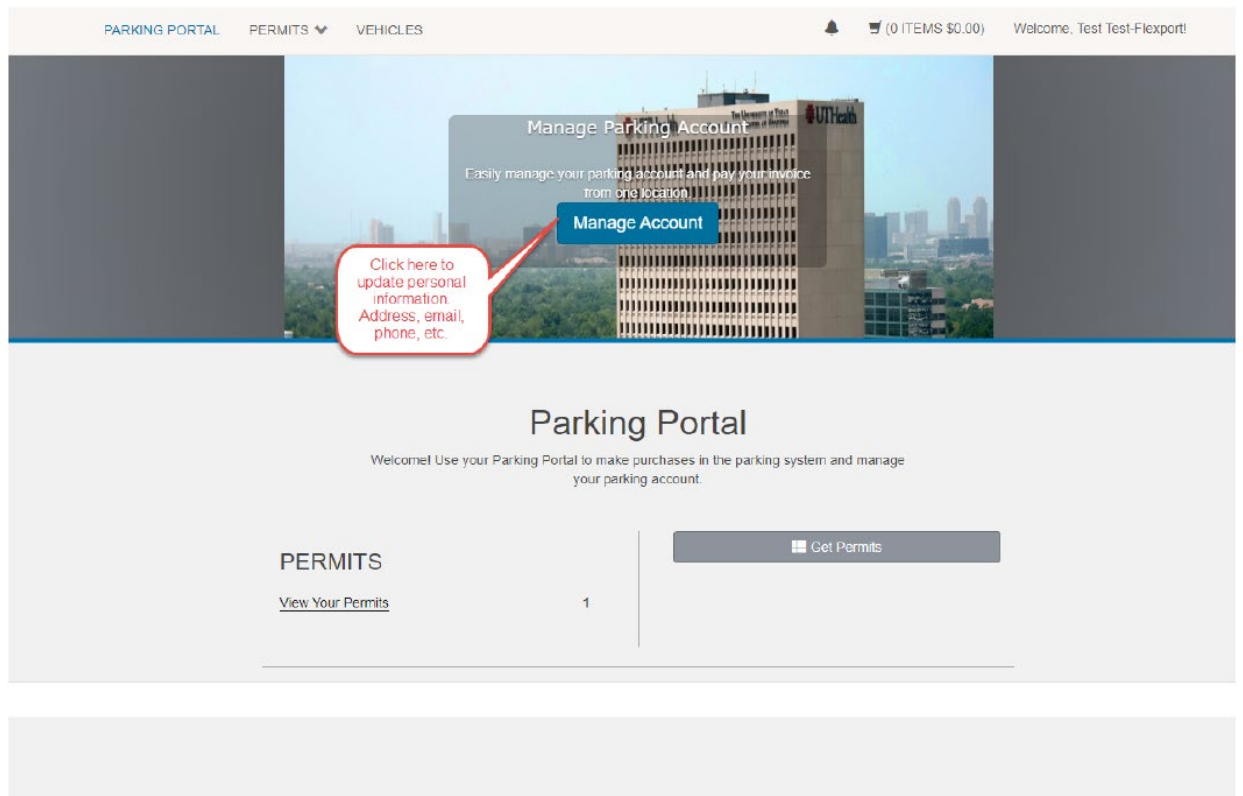 PARKING PORTAL PERMITS VEHICLES (0 ITEMS $0.00) Welcome, Test Test-Flexport!
UTHealth
Manage Parking Account
Easily manage your parking account and pay your invoice
from one location.
Manage Account
Click here to
update personal
information.
Address, email,
phone, etc.
Parking Portal
Welcome! Use your Parking Portal to make purchases in the parking system and manage
your parking account.
Get Permits
PERMITS
View Your Permits 1